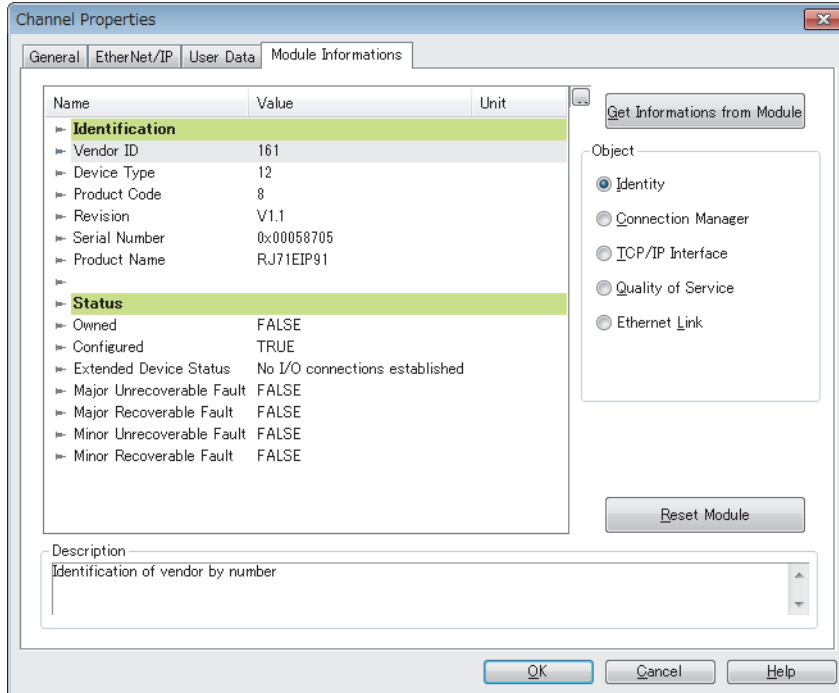 Channel Properties
General EtherNet/IP User Data Module Informations
Name Value Unit ...
Get Informations from Module
Identification
Vendor ID 161
Device Type 12
Product Code 8
Revision V1.1
Serial Number 0x00058705
Product Name RJ71EIP91
Status
Owned FALSE
Configured TRUE
Extended Device Status No I/O connections established
Major Unrecoverable Fault FALSE
Major Recoverable Fault FALSE
Minor Unrecoverable Fault FALSE
Minor Recoverable Fault FALSE
Object
Identity
Connection Manager
TCP/IP Interface
Quality of Service
Ethernet Link
Reset Module
Description
Identification of vendor by number
OK Cancel Help